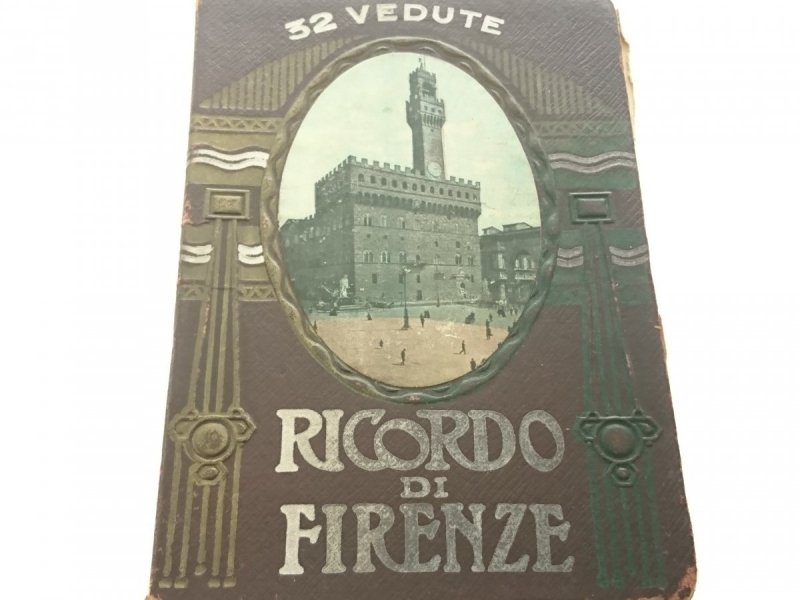 32 VEDUTE
RICORDO
DI
FIRENZE